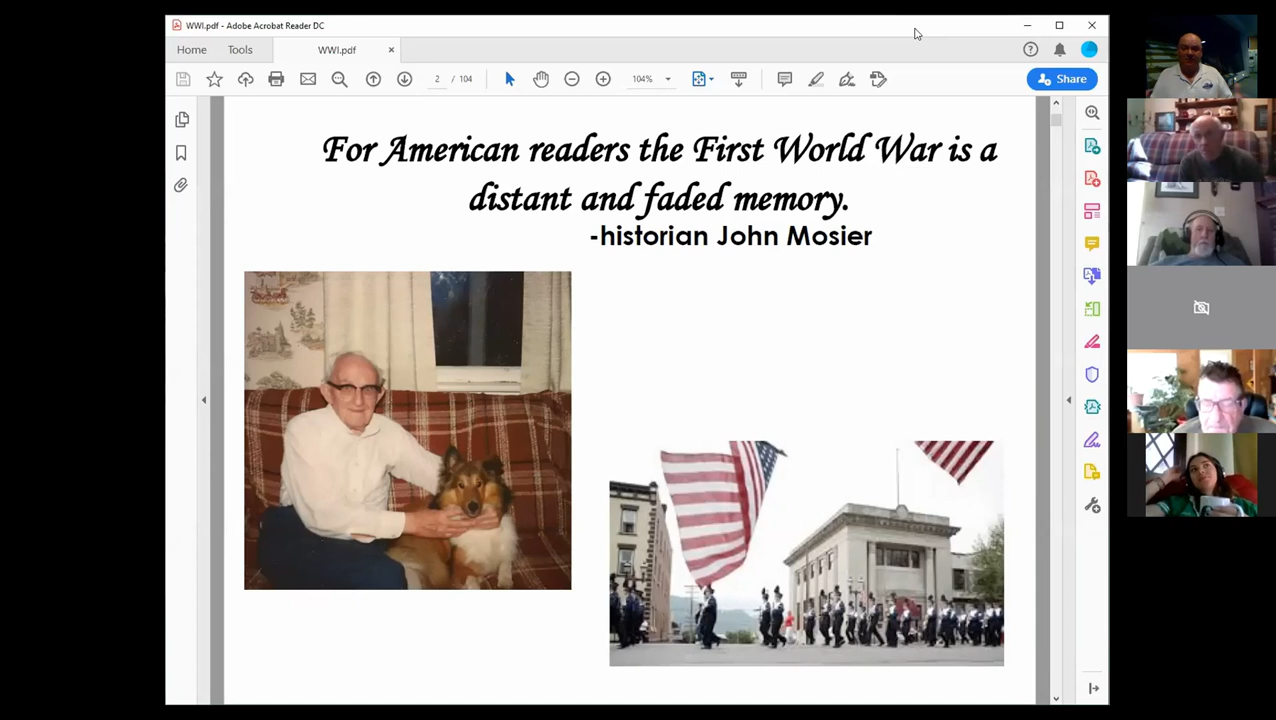 WWI.pdf - Adobe Acrobat Reader DC
Home
Tools
WWI.pdf
2 / 104
104%
Share
For American readers the First World War is a
distant and faded memory.
-historian John Mosier